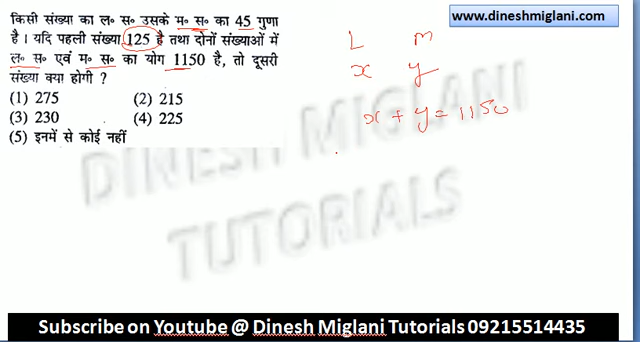 www.dineshmiglani.com
किसी संख्या का ल० स० उसके म० स० का 45 गुणा
है । यदि पहली संख्या 125 है तथा दोनों संख्याओं में
ल० स० एवं म० स० का योग 1150 है, तो दूसरी
संख्या क्या होगी ?
(1) 275 (2) 215
(3) 230 (4) 225
(5) इनमें से कोई नहीं
L m
x y
x + y = 1150
DINESH MIGLANI
TUTORIALS
Subscribe on Youtube @ Dinesh Miglani Tutorials 09215514435